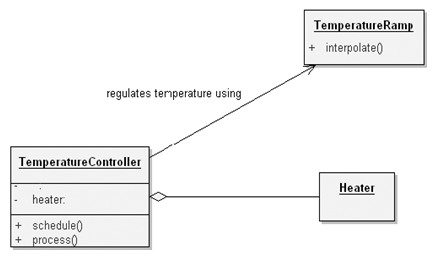 TemperatureRamp
+ interpolate()
regulates temperature using
TemperatureController
-
- heater:
+ schedule()
+ process()
Heater